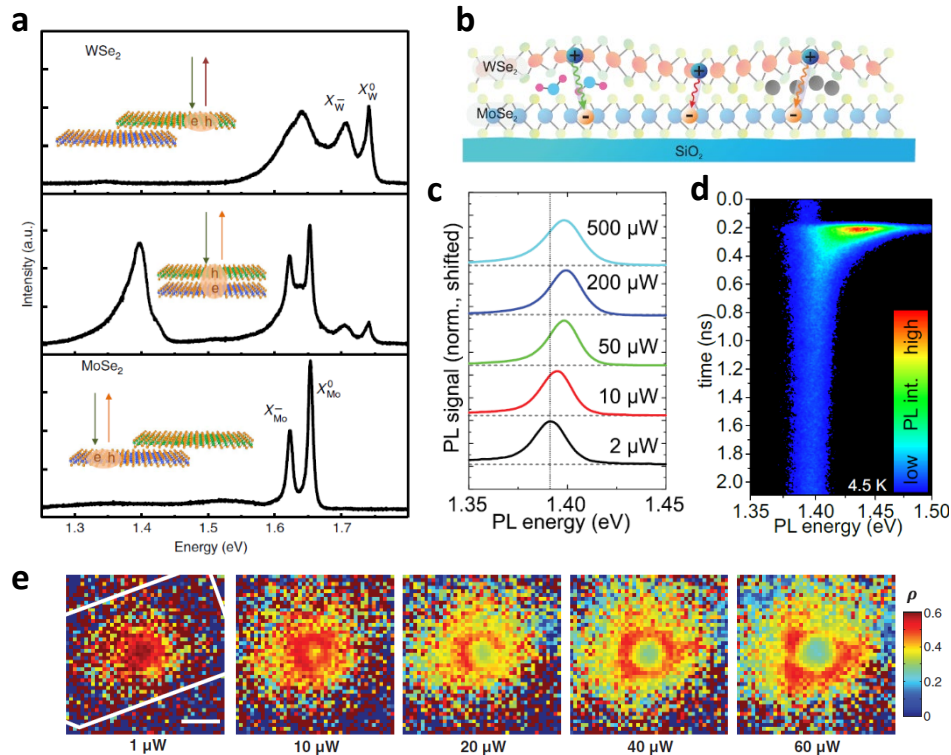 a
WSe₂
e h
X⁻_W
X⁰_W
h
e
MoSe₂
e h
X⁻_Mo
X⁰_Mo
Intensity (a.u.)
1.3 1.4 1.5 1.6 1.7
Energy (eV)
b
WSe₂
+ + +
MoSe₂
- - -
SiO₂
c
PL signal (norm., shifted)
500 µW
200 µW
50 µW
10 µW
2 µW
1.35 1.40 1.45
PL energy (eV)
d
time (ns)
0.0
0.2
0.4
0.6
0.8
1.0
1.2
1.4
1.6
1.8
2.0
low PL int. high
4.5 K
1.35 1.40 1.45 1.50
PL energy (eV)
e
1 µW 10 µW 20 µW 40 µW 60 µW
ρ
0.6
0.4
0.2
0